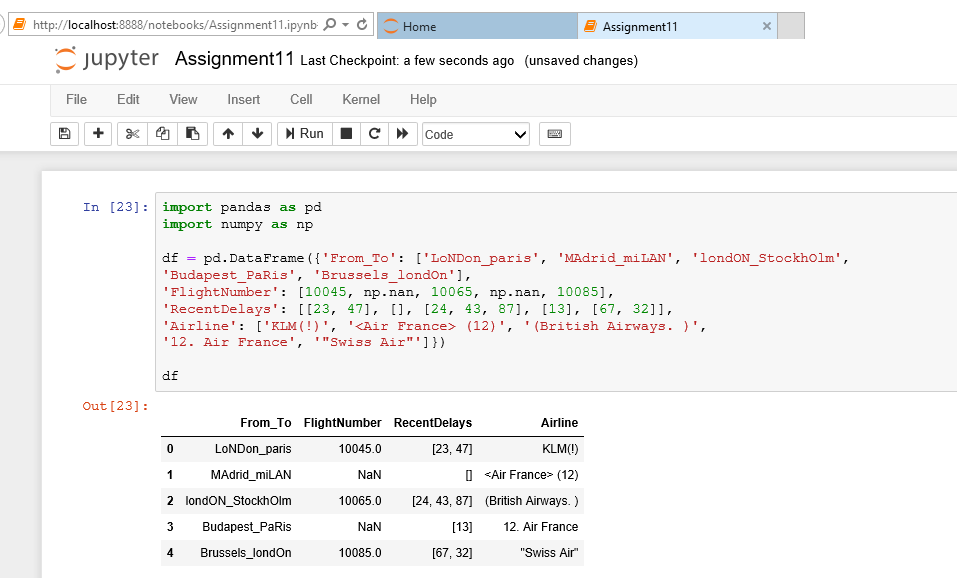 http://localhost:8888/notebooks/Assignment11.ipynb
Home
Assignment11
jupyter Assignment11 Last Checkpoint: a few seconds ago (unsaved changes)
File Edit View Insert Cell Kernel Help
Run Code
In [23]: import pandas as pd
import numpy as np
df = pd.DataFrame({'From_To': ['LoNDon_paris', 'MAdrid_miLAN', 'londON_StockhOlm',
'Budapest_PaRis', 'Brussels_londOn'],
'FlightNumber': [10045, np.nan, 10065, np.nan, 10085],
'RecentDelays': [[23, 47], [], [24, 43, 87], [13], [67, 32]],
'Airline': ['KLM(!)', '<Air France> (12)', '(British Airways. )',
'12. Air France', '"Swiss Air"']})
df
Out[23]:
From_To FlightNumber RecentDelays Airline
0 LoNDon_paris 10045.0 [23, 47] KLM(!)
1 MAdrid_miLAN NaN [] <Air France> (12)
2 londON_StockhOlm 10065.0 [24, 43, 87] (British Airways. )
3 Budapest_PaRis NaN [13] 12. Air France
4 Brussels_londOn 10085.0 [67, 32] "Swiss Air"